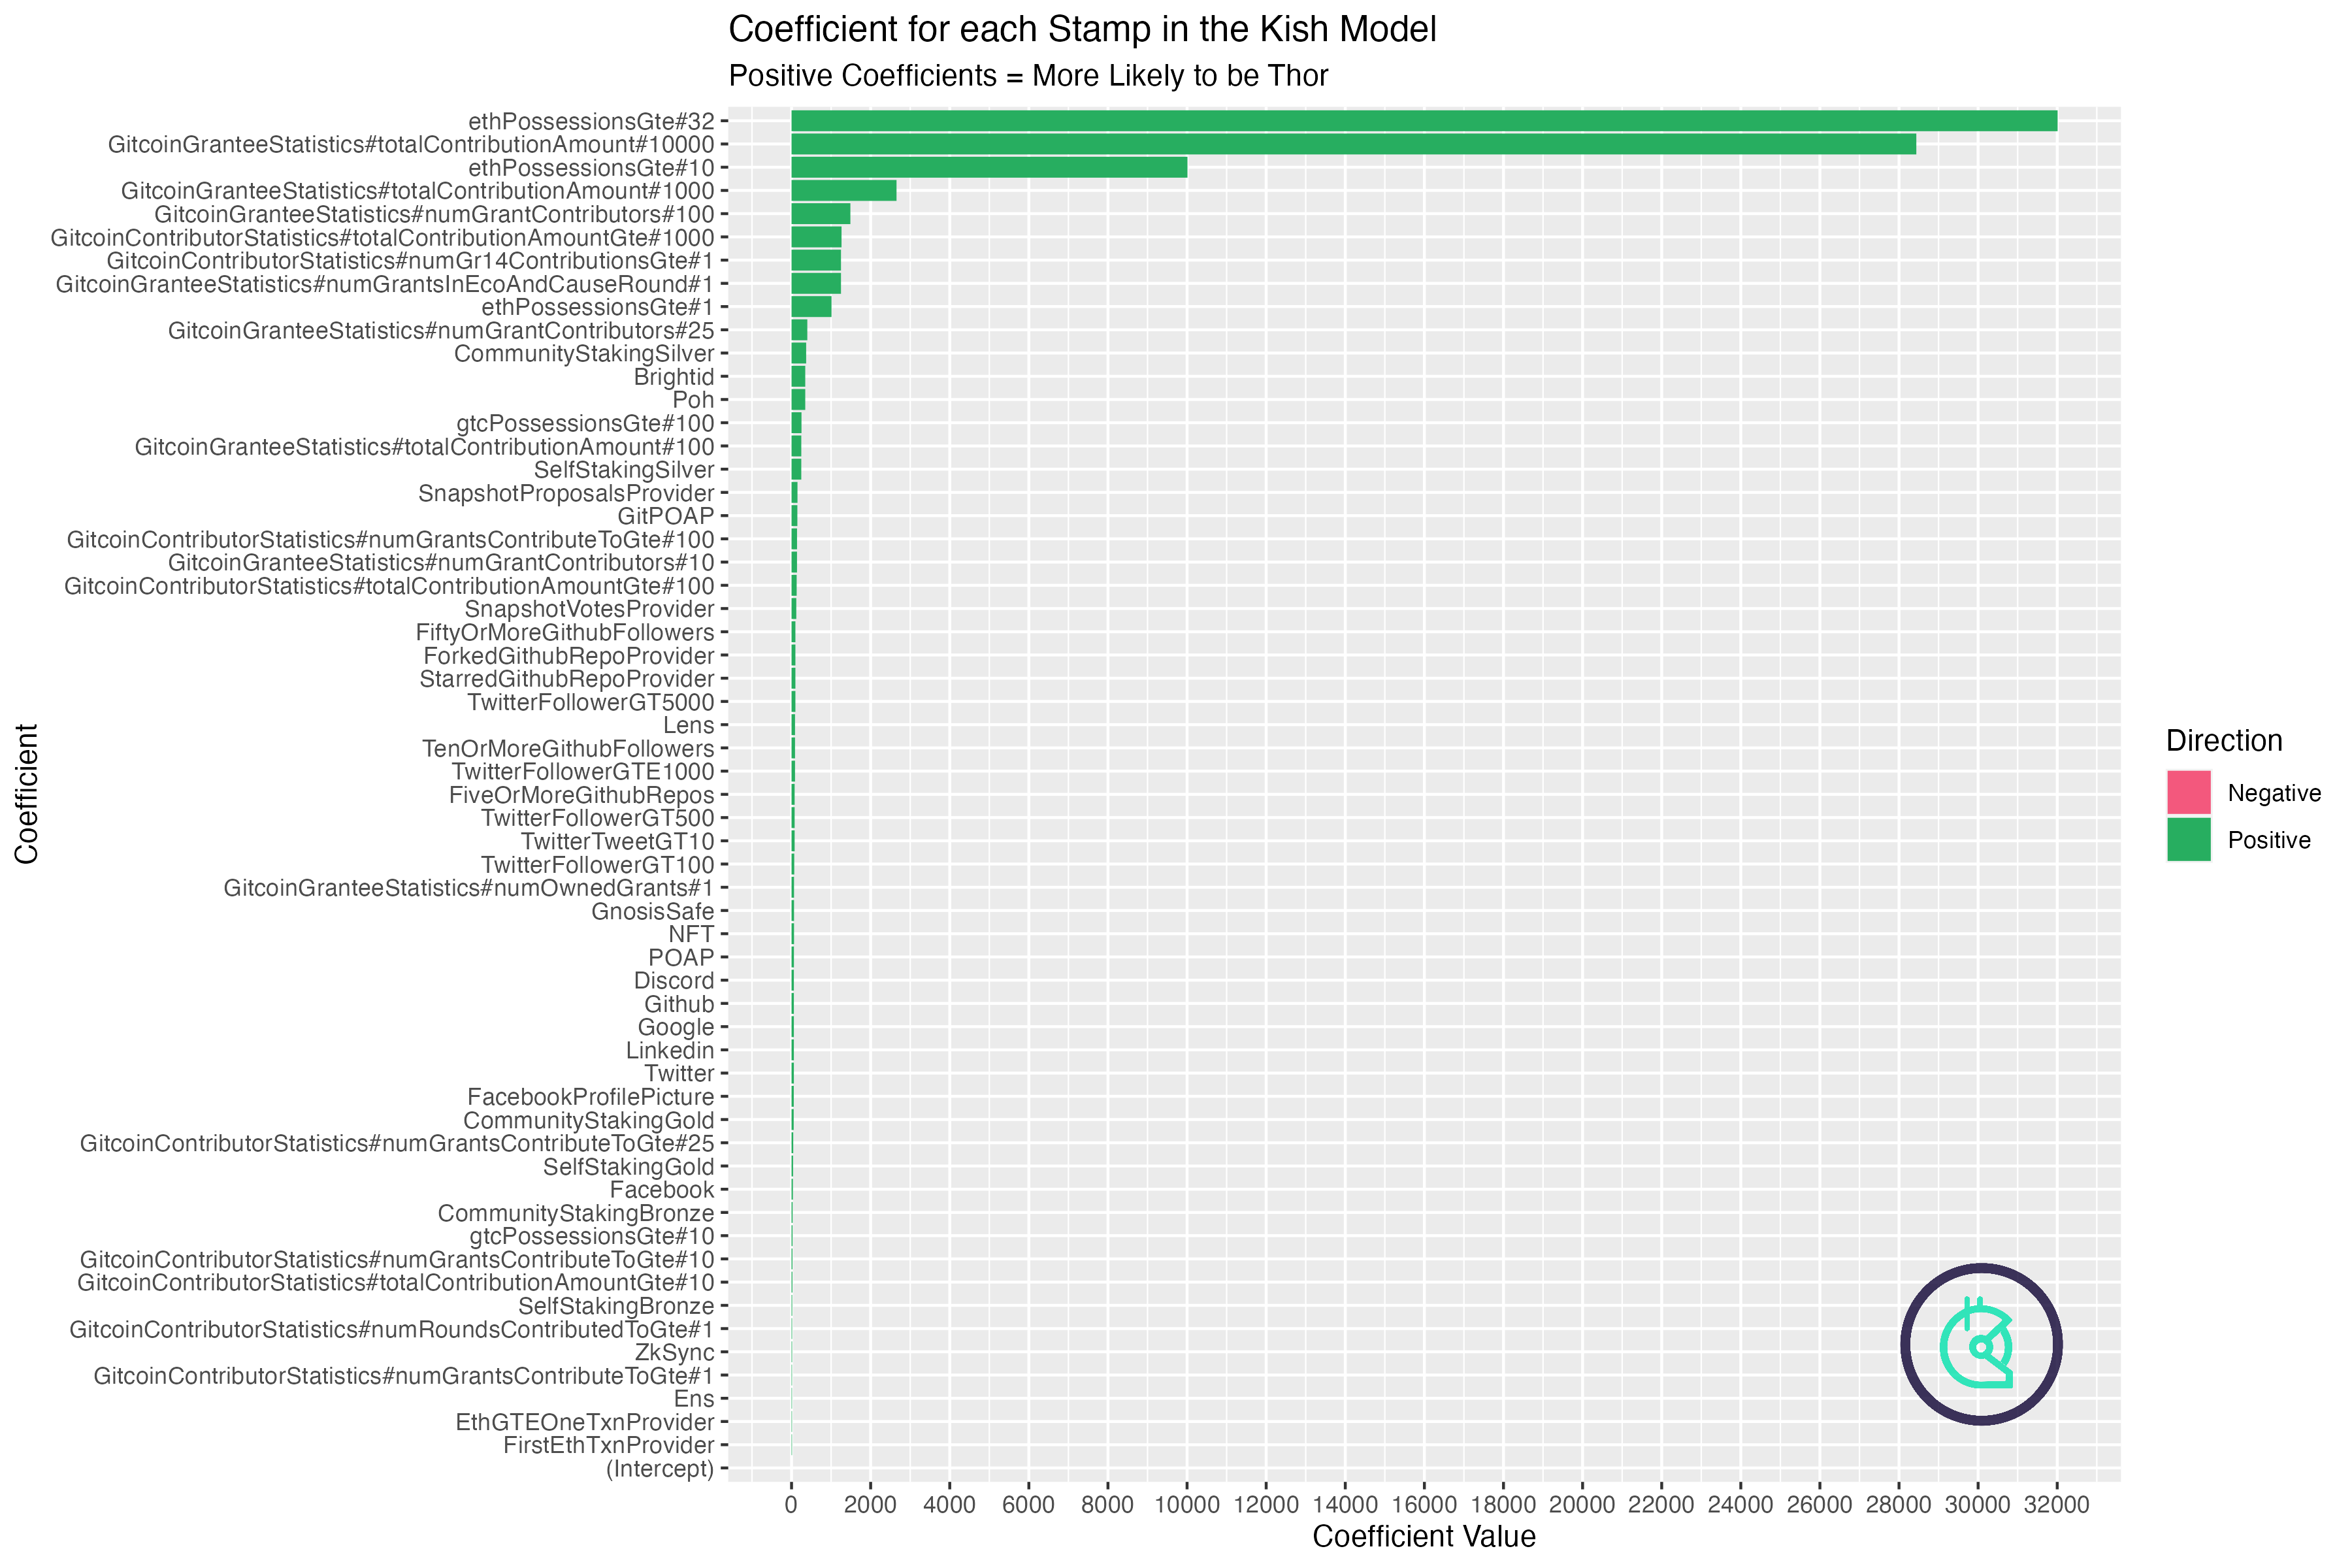 Coefficient for each Stamp in the Kish Model
Positive Coefficients = More Likely to be Thor
Coefficient
ethPossessionsGte#32
GitcoinGranteeStatistics#totalContributionAmount#10000
ethPossessionsGte#10
GitcoinGranteeStatistics#totalContributionAmount#1000
GitcoinGranteeStatistics#numGrantContributors#100
GitcoinContributorStatistics#totalContributionAmountGte#1000
GitcoinContributorStatistics#numGr14ContributionsGte#1
GitcoinGranteeStatistics#numGrantsInEcoAndCauseRound#1
ethPossessionsGte#1
GitcoinGranteeStatistics#numGrantContributors#25
CommunityStakingSilver
Brightid
Poh
gtcPossessionsGte#100
GitcoinGranteeStatistics#totalContributionAmount#100
SelfStakingSilver
SnapshotProposalsProvider
GitPOAP
GitcoinContributorStatistics#numGrantsContributeToGte#100
GitcoinGranteeStatistics#numGrantContributors#10
GitcoinContributorStatistics#totalContributionAmountGte#100
SnapshotVotesProvider
FiftyOrMoreGithubFollowers
ForkedGithubRepoProvider
StarredGithubRepoProvider
TwitterFollowerGT5000
Lens
TenOrMoreGithubFollowers
TwitterFollowerGTE1000
FiveOrMoreGithubRepos
TwitterFollowerGT500
TwitterTweetGT10
TwitterFollowerGT100
GitcoinGranteeStatistics#numOwnedGrants#1
GnosisSafe
NFT
POAP
Discord
Github
Google
Linkedin
Twitter
FacebookProfilePicture
CommunityStakingGold
GitcoinContributorStatistics#numGrantsContributeToGte#25
SelfStakingGold
Facebook
CommunityStakingBronze
gtcPossessionsGte#10
GitcoinContributorStatistics#numGrantsContributeToGte#10
GitcoinContributorStatistics#totalContributionAmountGte#10
SelfStakingBronze
GitcoinContributorStatistics#numRoundsContributedToGte#1
ZkSync
GitcoinContributorStatistics#numGrantsContributeToGte#1
Ens
EthGTEOneTxnProvider
FirstEthTxnProvider
(Intercept)
0 2000 4000 6000 8000 10000 12000 14000 16000 18000 20000 22000 24000 26000 28000 30000 32000
Coefficient Value
Direction
Negative
Positive